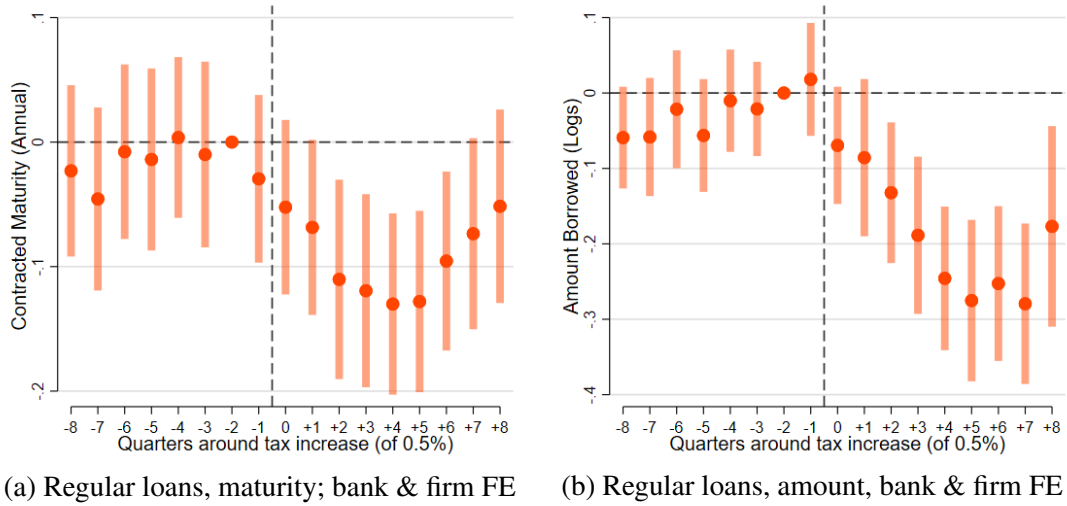 .1
0
-.1
-.2
Contracted Maturity (Annual)
-8 -7 -6 -5 -4 -3 -2 -1 0 +1 +2 +3 +4 +5 +6 +7 +8
Quarters around tax increase (of 0.5%)
(a) Regular loans, maturity; bank & firm FE
.1
0
-.1
-.2
-.3
-.4
Amount Borrowed (Logs)
-8 -7 -6 -5 -4 -3 -2 -1 0 +1 +2 +3 +4 +5 +6 +7 +8
Quarters around tax increase (of 0.5%)
(b) Regular loans, amount, bank & firm FE